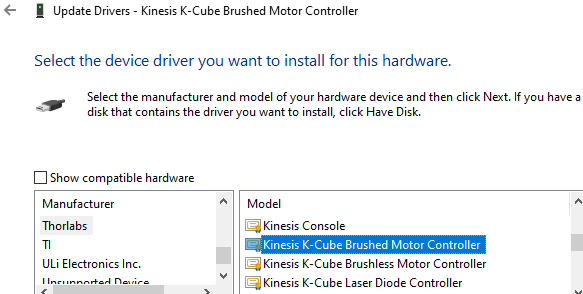 Update Drivers - Kinesis K-Cube Brushed Motor Controller
Select the device driver you want to install for this hardware.
Select the manufacturer and model of your hardware device and then click Next. If you have a
disk that contains the driver you want to install, click Have Disk.
Show compatible hardware
Manufacturer
Thorlabs
TI
ULi Electronics Inc.
Unsupported Device
Model
Kinesis Console
Kinesis K-Cube Brushed Motor Controller
Kinesis K-Cube Brushless Motor Controller
Kinesis K-Cube Laser Diode Controller